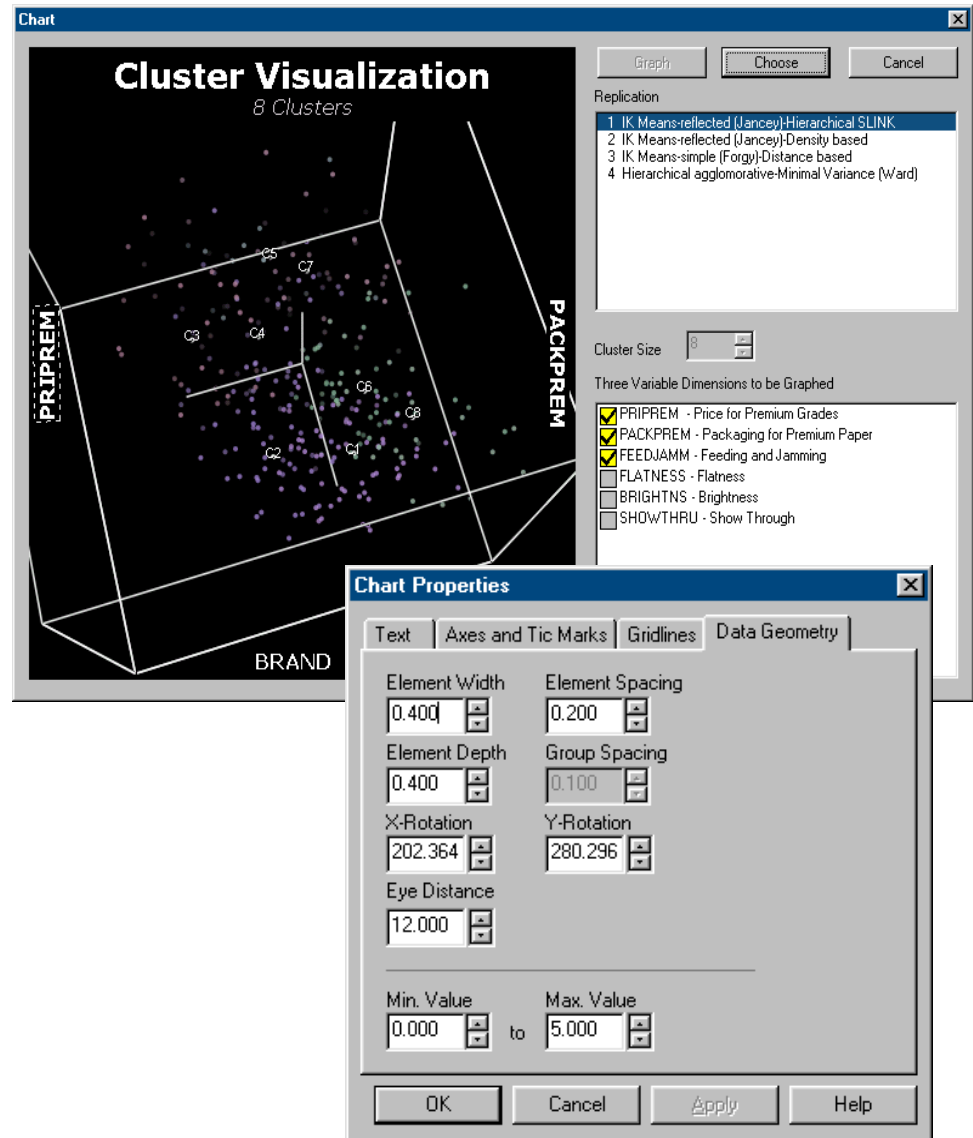 Chart
Cluster Visualization
8 Clusters
C5
C7
C3
C4
C6
C8
C2
C1
PRIPREM
PACKPREM
BRAND
Graph
Choose
Cancel
Replication
1 IK Means-reflected (Jancey)-Hierarchical SLINK
2 IK Means-reflected (Jancey)-Density based
3 IK Means-simple (Forgy)-Distance based
4 Hierarchical agglomorative-Minimal Variance (Ward)
Cluster Size 8
Three Variable Dimensions to be Graphed
PRIPREM - Price for Premium Grades
PACKPREM - Packaging for Premium Paper
FEEDJAMM - Feeding and Jamming
FLATNESS - Flatness
BRIGHTNS - Brightness
SHOWTHRU - Show Through
Chart Properties
Text Axes and Tic Marks Gridlines Data Geometry
Element Width Element Spacing
0.400 0.200
Element Depth Group Spacing
0.400 0.100
X-Rotation Y-Rotation
202.364 280.296
Eye Distance
12.000
Min. Value Max. Value
0.000 to 5.000
OK Cancel Apply Help